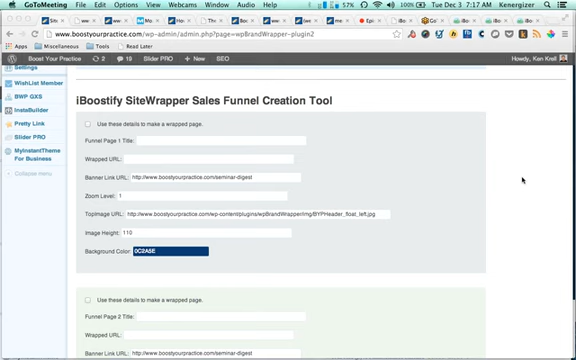 GoToMeeting File Edit View Meetings Webcams Audio Window Help 57% Tue Dec 3 7:17 AM Kenergizer
www.boostyourpractice.com/wp-admin/admin.php?page=wpBrandWrapper-plugin2
Apps Miscellaneous Tools Read Later
Boost Your Practice 2 19 Slider PRO + New SEO Howdy, Ken Krell
Settings
WishList Member
BWP GXS
InstaBuilder
Pretty Link
Slider PRO
MyInstantTheme
For Business
Collapse menu
iBoostify SiteWrapper Sales Funnel Creation Tool
Use these details to make a wrapped page.
Funnel Page 1 Title:
Wrapped URL:
Banner Link URL: http://www.boostyourpractice.com/seminar-digest
Zoom Level: 1
TopImage URL: http://www.boostyourpractice.com/wp-content/plugins/wpBrandWrapper/img/BYPHeader_float_left.jpg
Image Height: 110
Background Color: 0C2A5E
Use these details to make a wrapped page.
Funnel Page 2 Title:
Wrapped URL:
Banner Link URL: http://www.boostyourpractice.com/seminar-digest